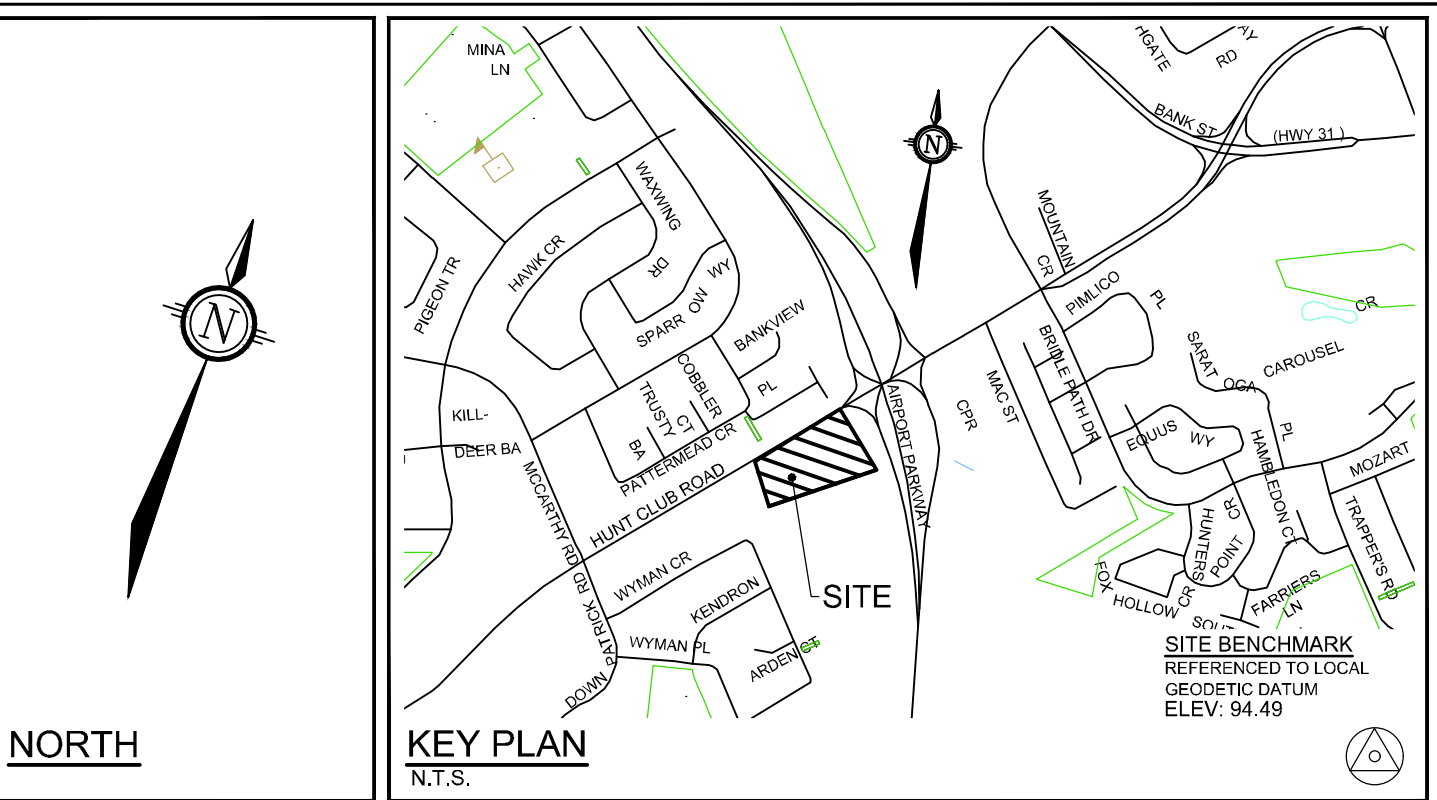 N
NORTH
MINA
LN
HGATE
AY
RD
BANK ST
(HWY 31 )
N
WAXWING
DR
HAWK CR
PIGEON TR
SPARR OW WY
BANKVIEW
PL
COBBLER
CT
TRUSTY
BA
PATTERMEAD CR
KILL-
DEER BA
MCCARTHY RD
HUNT CLUB ROAD
AIRPORT PARKWAY
CPR
MAC ST
MOUNTAIN
CR
PIMLICO
PL
BRIDLE PATH DR
SARAT OGA
PL
CAROUSEL
CR
EQUUS WY
HAMBLEDON CT
MOZART
TRAPPER'S RD
HUNTERS
POINT
CR
FOX
HOLLOW
CR
FARRIERS
LN
SOUT
WYMAN CR
KENDRON
WYMAN PL
ARDEN CT
DOWN PATRICK RD
SITE
SITE BENCHMARK
REFERENCED TO LOCAL
GEODETIC DATUM
ELEV: 94.49
KEY PLAN
N.T.S.